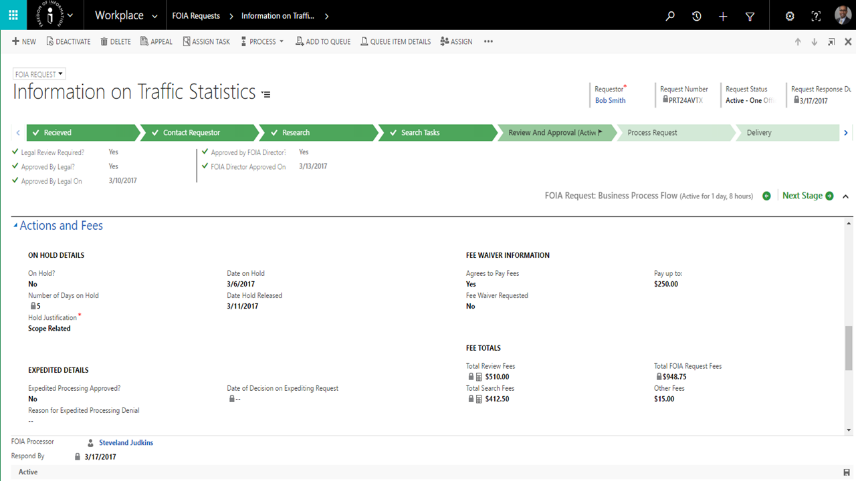 Workplace FOIA Requests Information on Traffi...
NEW DEACTIVATE DELETE APPEAL ASSIGN TASK PROCESS ADD TO QUEUE QUEUE ITEM DETAILS ASSIGN
FOIA REQUEST
Information on Traffic Statistics
Requestor* Request Number Request Status Request Response Du
Bob Smith PRT24AVTX Active - One Oth 3/17/2017
Recieved Contact Requestor Research Search Tasks Review And Approval (Active Process Request Delivery
Legal Review Required? Yes Approved by FOIA Director? Yes
Approved By Legal? Yes FOIA Director Approved On 3/13/2017
Approved By Legal On 3/10/2017
FOIA Request: Business Process Flow (Active for 1 day, 8 hours) Next Stage
Actions and Fees
ON HOLD DETAILS FEE WAIVER INFORMATION
On Hold? Date on Hold Agrees to Pay Fees Pay up to:
No 3/6/2017 Yes $250.00
Number of Days on Hold Date Hold Released Fee Waiver Requested
5 3/11/2017 No
Hold Justification*
Scope Related
FEE TOTALS
EXPEDITED DETAILS
Total Review Fees Total FOIA Request Fees
$510.00 $948.75
Expedited Processing Approved? Date of Decision on Expediting Request Total Search Fees Other Fees
No -- $412.50 $15.00
Reason for Expedited Processing Denial
--
FOIA Processor Steveland Judkins
Respond By 3/17/2017
Active